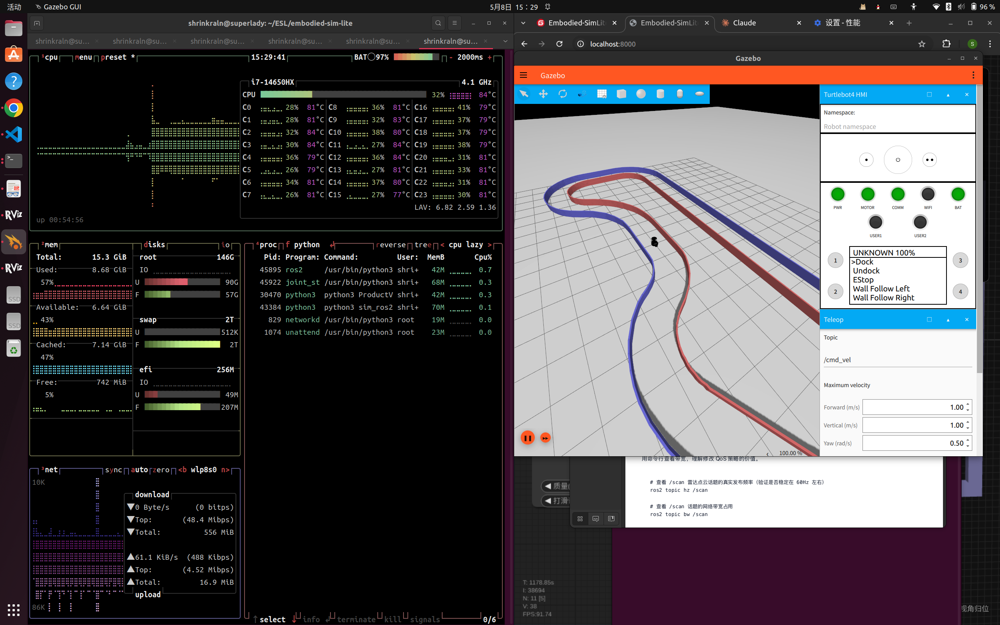 活动
Gazebo GUI
5月8日 15：29
96 %
shrinkraln@superlady: ~/ESL/embodied-sim-lite
shrinkraln@su…
shrinkraln@su…
shrinkraln@su…
shrinkraln@su…
shrinkraln@su…
shrinkraln@su…
¹cpu menu preset * 15:29:41 BAT 97% - 2000ms +
i7-14650HX 4.1 GHz
CPU 32% 84°C
C0 28% 81°C C8 36% 81°C C16 41% 79°C
C1 28% 81°C C9 32% 83°C C17 37% 79°C
C2 32% 84°C C10 38% 80°C C18 37% 79°C
C3 30% 84°C C11 27% 84°C C19 38% 79°C
C4 36% 79°C C12 36% 84°C C20 31% 81°C
C5 26% 79°C C13 27% 81°C C21 33% 81°C
C6 34% 81°C C14 37% 80°C C22 31% 81°C
C7 26% 81°C C15 27% 77°C C23 30% 81°C
LAV: 6.82 2.59 1.36
up 00:54:56
²mem
Total: 15.3 GiB
Used: 8.68 GiB
57%
Available: 6.64 GiB
43%
Cached: 7.14 GiB
47%
Free: 742 MiB
5%
disks io
root 146G
IO
U 90G
F 57G
swap 2T
U 512K
F 2T
efi 256M
IO
U 49M
F 207M
⁴proc f python ↲ reverse tree < cpu lazy >
Pid: Program: Command: User: MemB Cpu%
45895 ros2 /usr/bin/python3 shri+ 42M 0.7
45922 joint_st /usr/bin/python3 shri+ 68M 0.3
30470 python3 python3 ProductV shri+ 42M 0.3
43384 python3 python3 sim_ros2 shri+ 70M 0.1
829 networkd /usr/bin/python3 root 19M 0.0
1074 unattend /usr/bin/python3 root 23M 0.0
↑ select ↓ info ↲ terminate kill signals 0/6
³net sync auto zero <b wlp8s0 n>
10K
download
▼0 Byte/s (0 bitps)
▼Top: (48.4 Mibps)
▼Total: 556 MiB
▲61.1 KiB/s (488 Kibps)
▲Top: (4.52 Mibps)
▲Total: 16.9 MiB
upload
86K
Embodied-SimLit
Embodied-SimLit
Claude
设置 - 性能
localhost:8000
S
Gazebo
Gazebo
Turtlebot4 HMI
Namespace:
Robot namespace
PWR
MOTOR
COMM
WIFI
BAT
USER1
USER2
1
2
3
4
UNKNOWN 100%
>Dock
Undock
EStop
Wall Follow Left
Wall Follow Right
Teleop
Topic
/cmd_vel
Maximum velocity
Forward (m/s) 1.00
Vertical (m/s) 1.00
Yaw (rad/s) 0.50
100.00 %
用命令行查看带宽，理解修改 QoS 策略的价值。
# 查看 /scan 雷达点云话题的真实发布频率（验证是否稳定在 60Hz 左右）
ros2 topic hz /scan
# 查看 /scan 话题的网络带宽占用
ros2 topic bw /scan
◀ 质量(
◀ 打滑
T: 1178.85s
I: 38694
N: 11 [5]
V: 38
FPS:91.74
视角归位
RViz
RViz
SSD
SSD